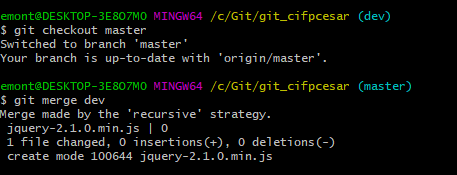 emont@DESKTOP-3E8O7MO MINGW64 /c/Git/git_cifpcesar (dev)
$ git checkout master
Switched to branch 'master'
Your branch is up-to-date with 'origin/master'.
emont@DESKTOP-3E8O7MO MINGW64 /c/Git/git_cifpcesar (master)
$ git merge dev
Merge made by the 'recursive' strategy.
 jquery-2.1.0.min.js | 0
 1 file changed, 0 insertions(+), 0 deletions(-)
 create mode 100644 jquery-2.1.0.min.js